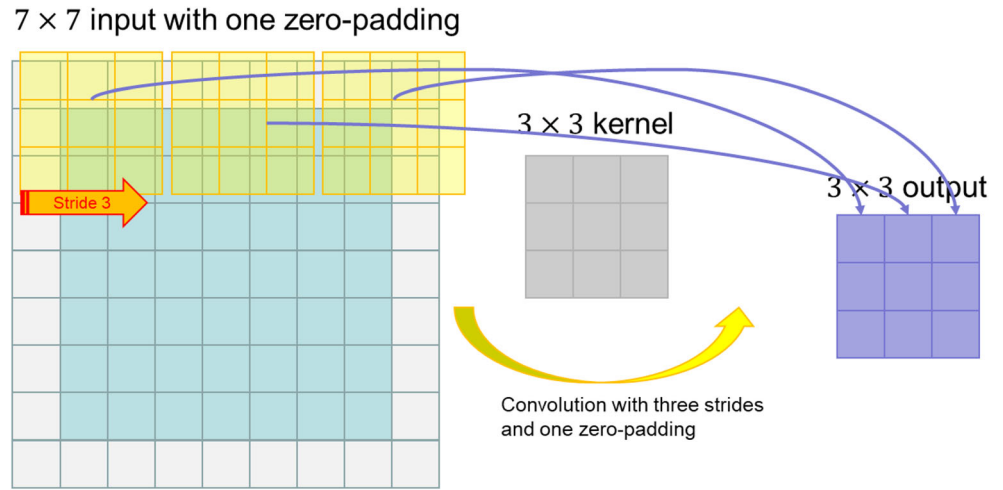 7 × 7 input with one zero-padding
3 × 3 kernel
3 × 3 output
Stride 3
Convolution with three strides
and one zero-padding